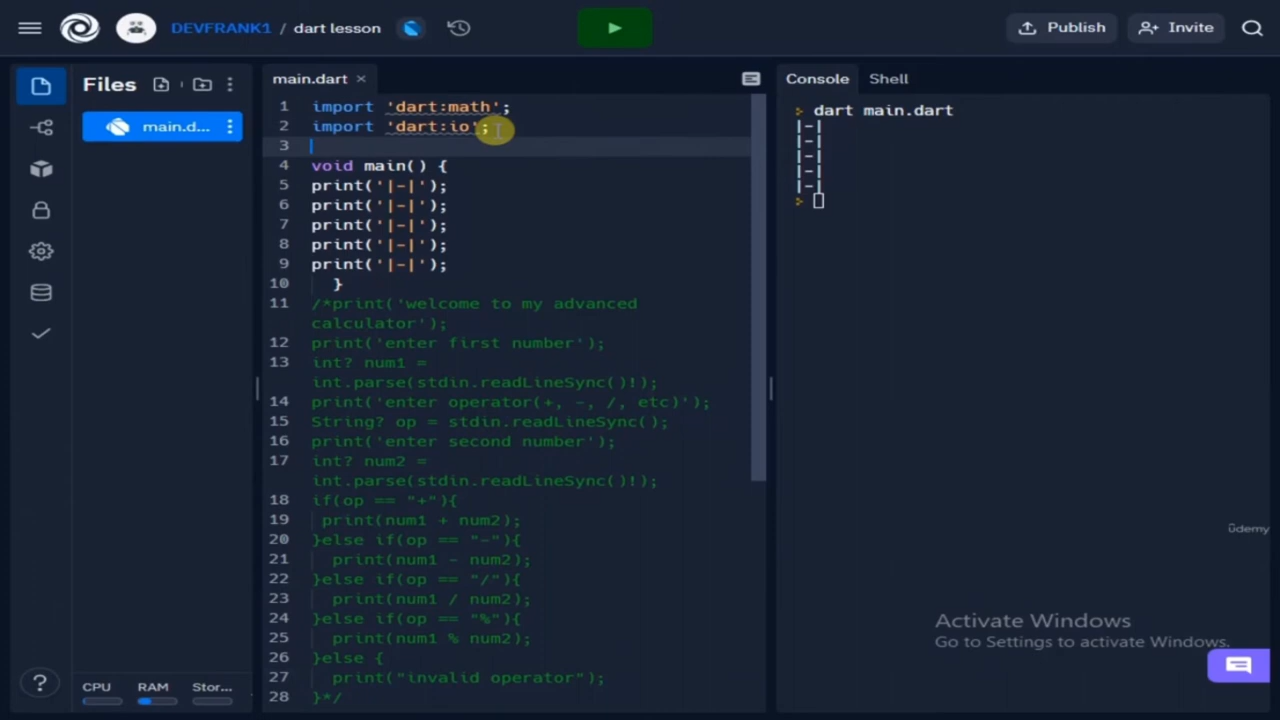 DEVFRANK1 / dart lesson
Publish
Invite
Files
main.d...
CPU RAM Stor...
main.dart ×
1 import 'dart:math';
2 import 'dart:io';
3
4 void main() {
5 print('|-|');
6 print('|-|');
7 print('|-|');
8 print('|-|');
9 print('|-|');
10 }
11 /*print('welcome to my advanced
calculator');
12 print('enter first number');
13 int? num1 =
int.parse(stdin.readLineSync()!);
14 print('enter operator(+, -, /, etc)');
15 String? op = stdin.readLineSync();
16 print('enter second number');
17 int? num2 =
int.parse(stdin.readLineSync()!);
18 if(op == "+"){
19 print(num1 + num2);
20 }else if(op == "-"){
21 print(num1 - num2);
22 }else if(op == "/"){
23 print(num1 / num2);
24 }else if(op == "%"){
25 print(num1 % num2);
26 }else {
27 print("invalid operator");
28 }*/
Console Shell
> dart main.dart
|-|
|-|
|-|
|-|
|-|
>
ûdemy
Activate Windows
Go to Settings to activate Windows.
?